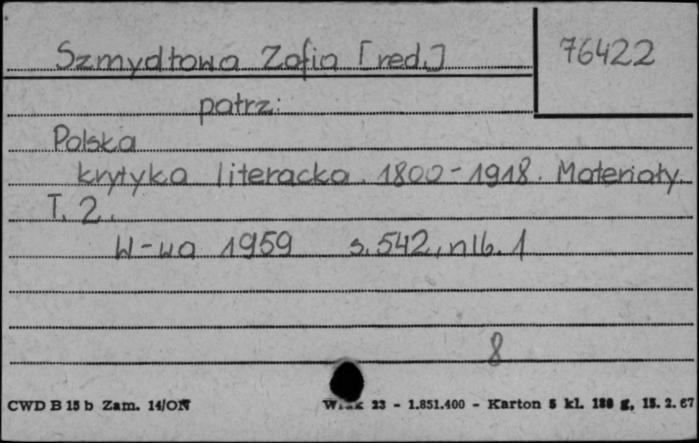 Szmydtowa Zofia [red.]
76422
patrz:
Polska
krytyka literacka. 1800-1918. Materiały.
T. 2.
W-wa 1959 s. 542, nlb. 1
8
CWD B 15 b Zam. 14/ON
23 - 1.851.400 - Karton 5 kl. 180 g, 15. 2. 67